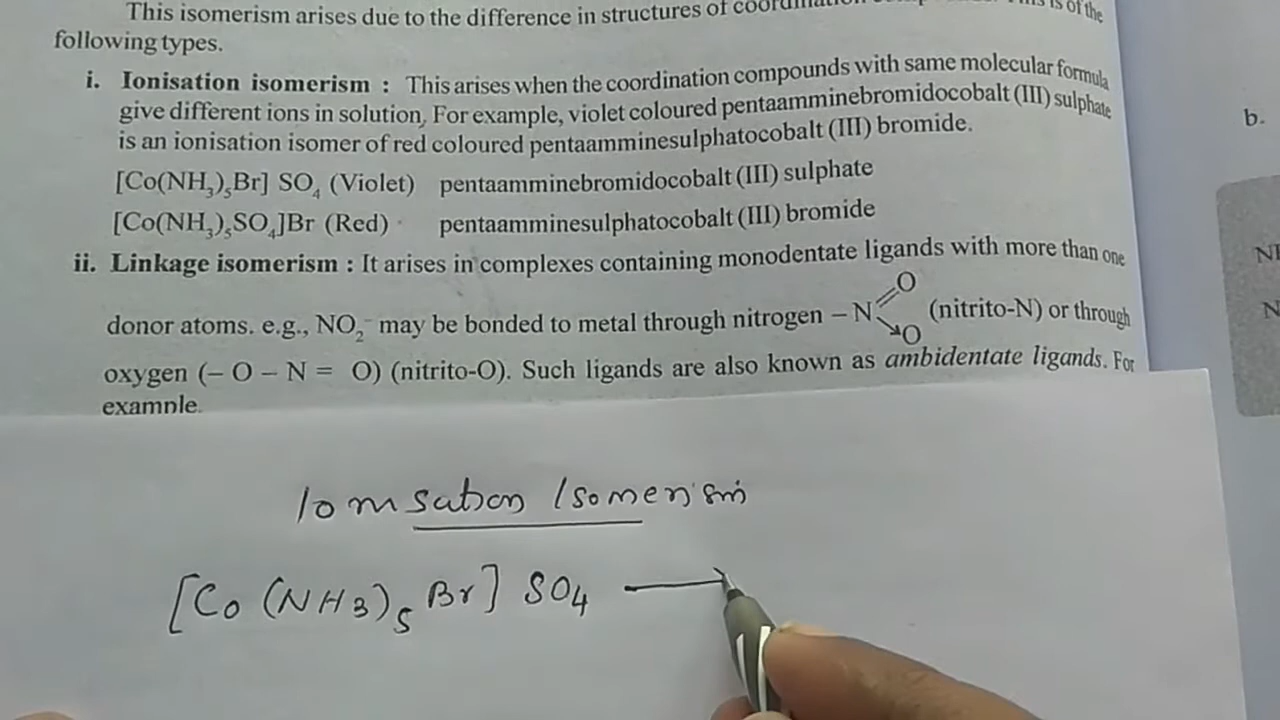 This isomerism arises due to the difference in structures of
following types.
i. Ionisation isomerism : This arises when the coordination compounds with same molecular formula
give different ions in solution. For example, violet coloured pentaamminebromidocobalt (III) sulphate
is an ionisation isomer of red coloured pentaamminesulphatocobalt (III) bromide.
[Co(NH₃)₅Br] SO₄ (Violet) pentaamminebromidocobalt (III) sulphate
[Co(NH₃)₅SO₄]Br (Red) pentaamminesulphatocobalt (III) bromide
ii. Linkage isomerism : It arises in complexes containing monodentate ligands with more than one
donor atoms. e.g., NO₂⁻ may be bonded to metal through nitrogen – N O O (nitrito-N) or through
oxygen (– O – N = O) (nitrito-O). Such ligands are also known as ambidentate ligands. For
example.
b.
Ionisation Isomerism
[Co (NH3)₅ Br] SO4 →